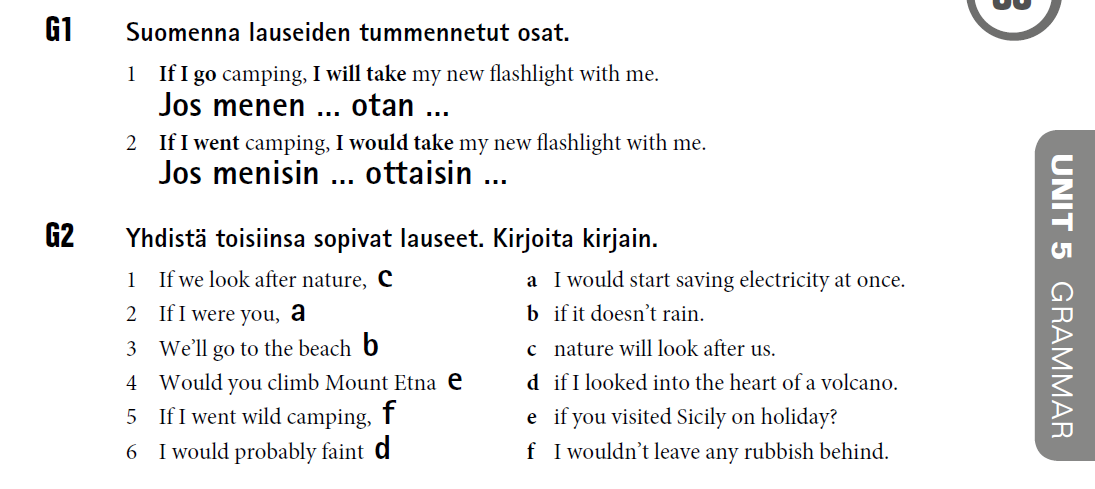 G1 Suomenna lauseiden tummennetut osat.
1 If I go camping, I will take my new flashlight with me.
Jos menen ... otan ...
2 If I went camping, I would take my new flashlight with me.
Jos menisin ... ottaisin ...
G2 Yhdistä toisiinsa sopivat lauseet. Kirjoita kirjain.
1 If we look after nature, c
2 If I were you, a
3 We'll go to the beach b
4 Would you climb Mount Etna e
5 If I went wild camping, f
6 I would probably faint d
a I would start saving electricity at once.
b if it doesn't rain.
c nature will look after us.
d if I looked into the heart of a volcano.
e if you visited Sicily on holiday?
f I wouldn't leave any rubbish behind.
UNIT 5 GRAMMAR